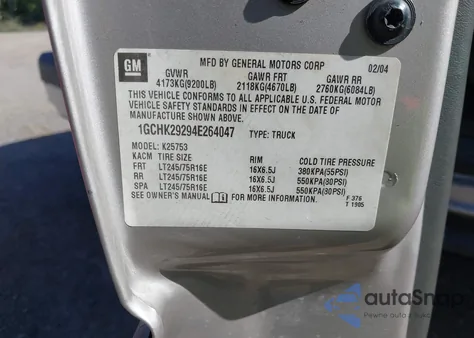 GM
MFD BY GENERAL MOTORS CORP 02/04
GVWR GAWR FRT GAWR RR
4173KG(9200LB) 2118KG(4670LB) 2760KG(6084LB)
THIS VEHICLE CONFORMS TO ALL APPLICABLE U.S. FEDERAL MOTOR
VEHICLE SAFETY STANDARDS IN EFFECT ON THE DATE OF
MANUFACTURE SHOWN ABOVE.
1GCHK29294E264047 TYPE: TRUCK
MODEL: K25753
KACM TIRE SIZE RIM COLD TIRE PRESSURE
FRT LT245/75R16E 16X6.5J 380KPA(55PSI)
RR LT245/75R16E 16X6.5J 550KPA(80PSI)
SPA LT245/75R16E 16X6.5J 550KPA(80PSI)
SEE OWNER'S MANUAL FOR MORE INFORMATION. F 376
T 1985
autoSnap
Pewne auto z